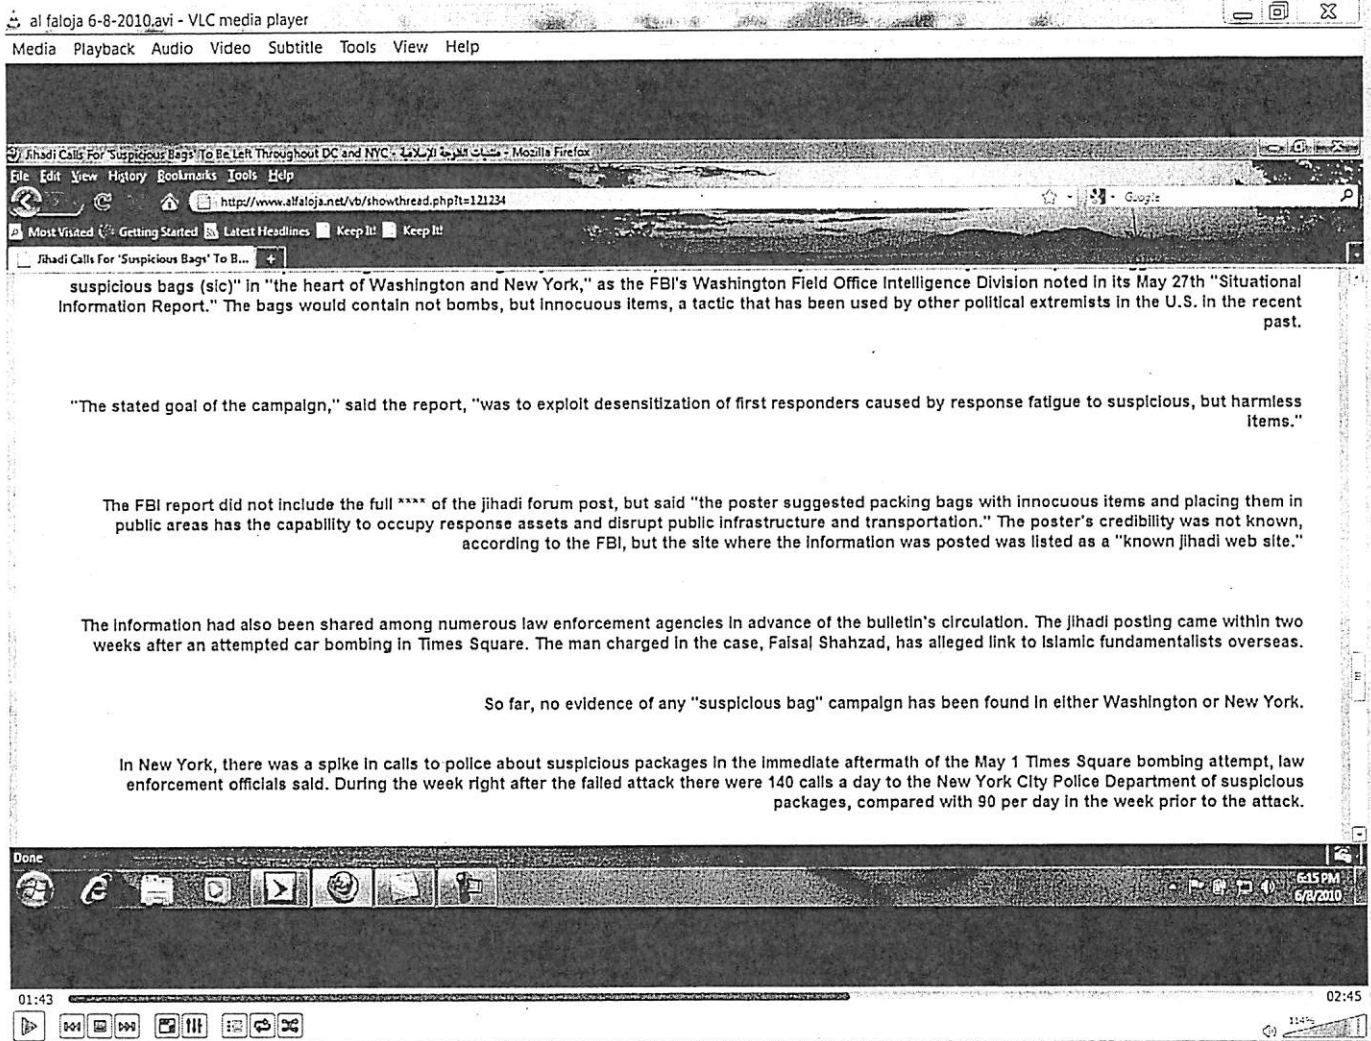 al faloja 6-8-2010.avi - VLC media player
Media Playback Audio Video Subtitle Tools View Help
Jihadi Calls For 'Suspicious Bags' To Be Left Throughout DC and NYC - منتديات الفلوجة الإسلامية - Mozilla Firefox
File Edit View History Bookmarks Tools Help
http://www.alfaloja.net/vb/showthread.php?t=121234
Google
Most Visited Getting Started Latest Headlines Keep It! Keep It!
Jihadi Calls For 'Suspicious Bags' To B...
suspicious bags (sic)" in "the heart of Washington and New York," as the FBI's Washington Field Office Intelligence Division noted in its May 27th "Situational
Information Report." The bags would contain not bombs, but innocuous items, a tactic that has been used by other political extremists in the U.S. in the recent
past.
"The stated goal of the campaign," said the report, "was to exploit desensitization of first responders caused by response fatigue to suspicious, but harmless
items."
The FBI report did not include the full **** of the jihadi forum post, but said "the poster suggested packing bags with innocuous items and placing them in
public areas has the capability to occupy response assets and disrupt public infrastructure and transportation." The poster's credibility was not known,
according to the FBI, but the site where the information was posted was listed as a "known jihadi web site."
The information had also been shared among numerous law enforcement agencies in advance of the bulletin's circulation. The jihadi posting came within two
weeks after an attempted car bombing in Times Square. The man charged in the case, Faisal Shahzad, has alleged link to Islamic fundamentalists overseas.
So far, no evidence of any "suspicious bag" campaign has been found in either Washington or New York.
In New York, there was a spike in calls to police about suspicious packages in the immediate aftermath of the May 1 Times Square bombing attempt, law
enforcement officials said. During the week right after the failed attack there were 140 calls a day to the New York City Police Department of suspicious
packages, compared with 90 per day in the week prior to the attack.
Done
6:15 PM
6/8/2010
01:43
02:45
114%